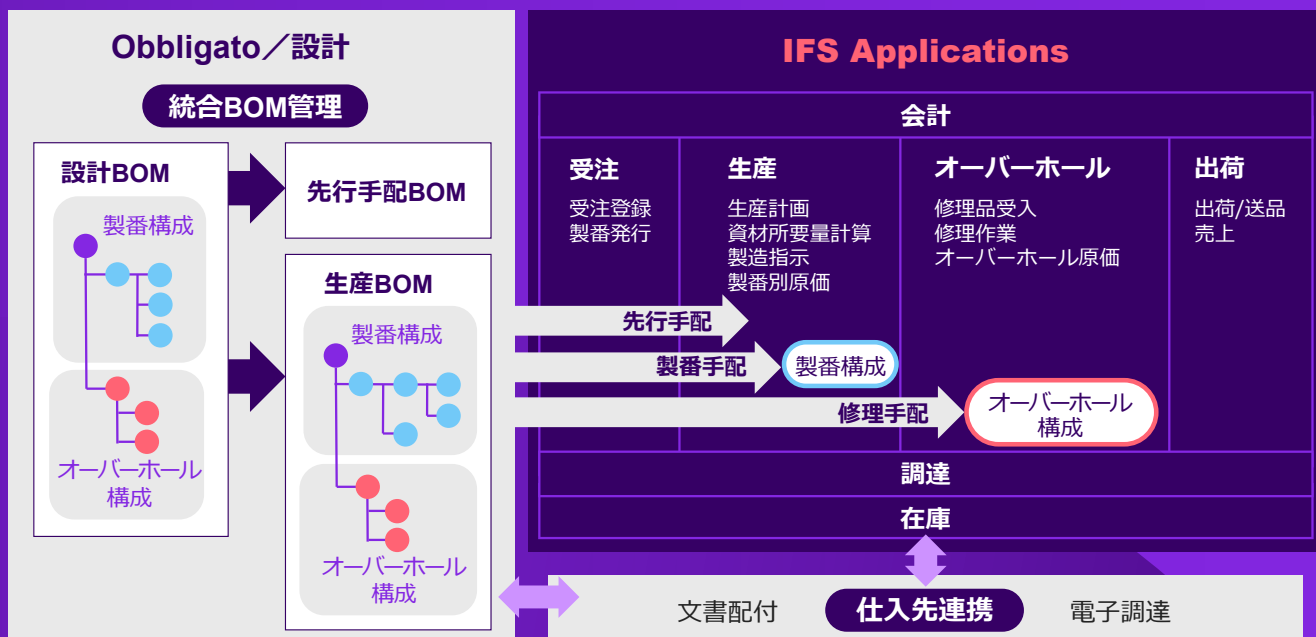 Obbligato／設計
統合BOM管理
設計BOM
製番構成
オーバーホール
構成
先行手配BOM
生産BOM
製番構成
オーバーホール
構成
IFS Applications
会計
受注
受注登録
製番発行
生産
生産計画
資材所要量計算
製造指示
製番別原価
オーバーホール
修理品受入
修理作業
オーバーホール原価
出荷
出荷/送品
売上
先行手配
製番手配
製番構成
修理手配
オーバーホール
構成
調達
在庫
文書配付
仕入先連携
電子調達